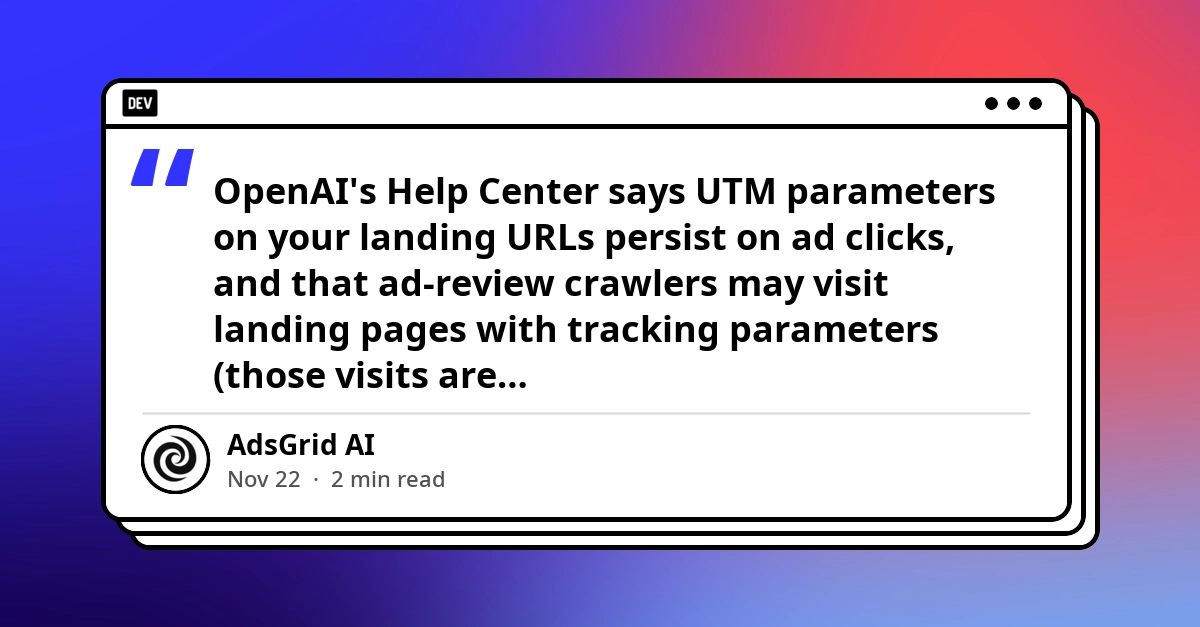 DEV
“
OpenAI's Help Center says UTM parameters
on your landing URLs persist on ad clicks,
and that ad-review crawlers may visit
landing pages with tracking parameters
(those visits are...
AdsGrid AI
Nov 22 · 2 min read